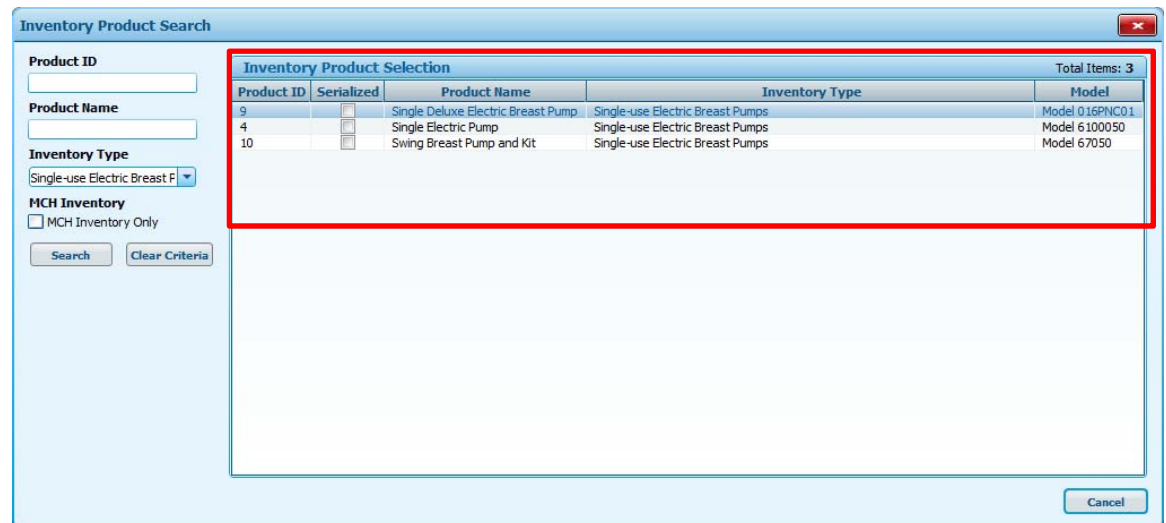 Inventory Product Search
Product ID
Product Name
Inventory Type
Single-use Electric Breast F
MCH Inventory
MCH Inventory Only
Search Clear Criteria
Inventory Product Selection Total Items: 3
Product ID Serialized Product Name Inventory Type Model
9 Single Deluxe Electric Breast Pump Single-use Electric Breast Pumps Model 016PNC01
4 Single Electric Pump Single-use Electric Breast Pumps Model 6100050
10 Swing Breast Pump and Kit Single-use Electric Breast Pumps Model 67050
Cancel